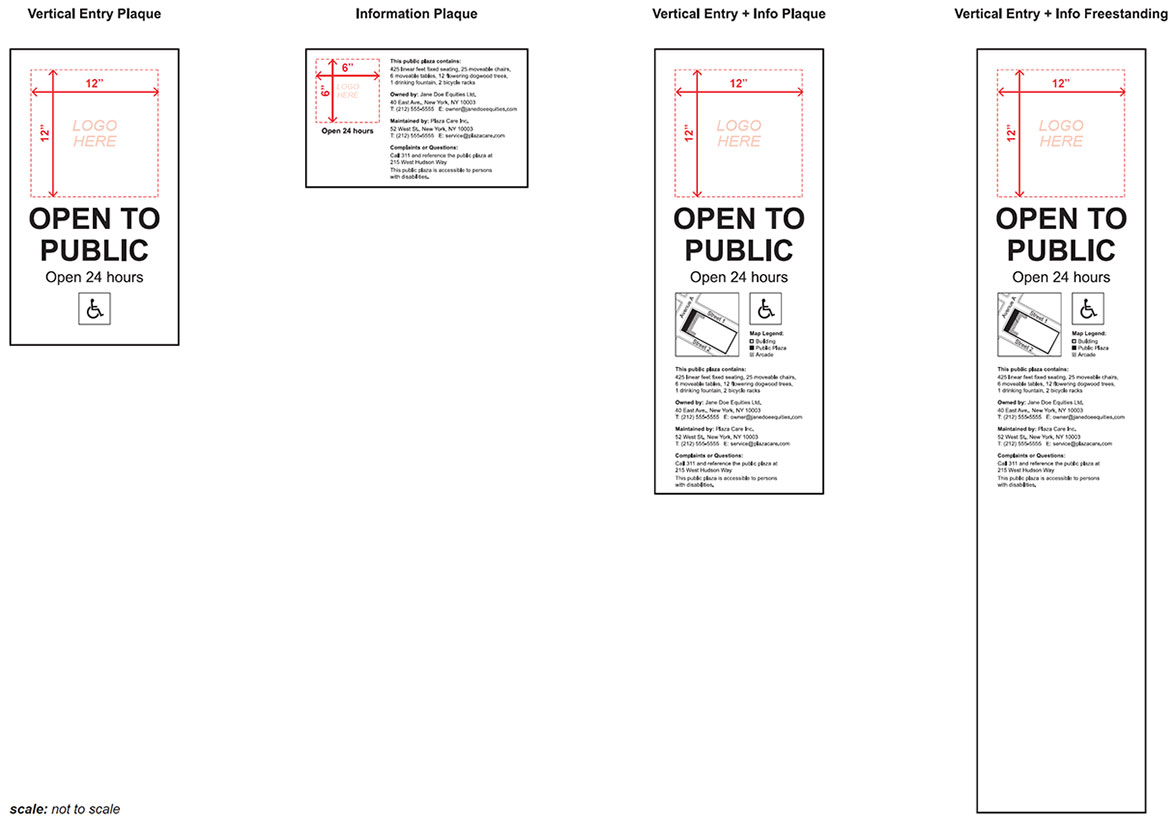 Vertical Entry Plaque
12”
12”
LOGO
HERE
OPEN TO
PUBLIC
Open 24 hours
Information Plaque
6”
6”
LOGO
HERE
Open 24 hours
This public plaza contains:
425 linear feet fixed seating, 25 moveable chairs,
6 moveable tables, 12 flowering dogwood trees,
1 drinking fountain, 2 bicycle racks
Owned by: Jane Doe Equities Ltd,
40 East Ave, New York, NY 10003
T: (212) 555-5555 E: owner@janedoeequities.com
Maintained by: Plaza Care Inc.
52 West St, New York, NY 10003
T: (212) 555-5555 E: service@plazacare.com
Complaints or Questions:
Call 311 and reference the public plaza at
215 West Hudson Way
This public plaza is accessible to persons
with disabilities.
Vertical Entry + Info Plaque
12”
12”
LOGO
HERE
OPEN TO
PUBLIC
Open 24 hours
Avenue A
Street 1
Street 2
Map Legend:
Building
Public Plaza
Arcade
This public plaza contains:
425 linear feet fixed seating, 25 moveable chairs,
6 moveable tables, 12 flowering dogwood trees,
1 drinking fountain, 2 bicycle racks
Owned by: Jane Doe Equities Ltd,
40 East Ave., New York, NY 10003
T: (212) 555-5555 E: owner@janedoeequities.com
Maintained by: Plaza Care Inc.
52 West St, New York, NY 10003
T: (212) 555-5555 E: service@plazacare.com
Complaints or Questions:
Call 311 and reference the public plaza at
215 West Hudson Way
This public plaza is accessible to persons
with disabilities.
Vertical Entry + Info Freestanding
12”
12”
LOGO
HERE
OPEN TO
PUBLIC
Open 24 hours
Avenue A
Street 1
Street 2
Map Legend:
Building
Public Plaza
Arcade
This public plaza contains:
425 linear feet fixed seating, 25 moveable chairs,
6 moveable tables, 12 flowering dogwood trees,
1 drinking fountain, 2 bicycle racks
Owned by: Jane Doe Equities Ltd,
40 East Ave., New York, NY 10003
T: (212) 555-5555 E: owner@janedoeequities.com
Maintained by: Plaza Care Inc.
52 West St, New York, NY 10003
T: (212) 555-5555 E: service@plazacare.com
Complaints or Questions:
Call 311 and reference the public plaza at
215 West Hudson Way
This public plaza is accessible to persons
with disabilities.
scale: not to scale